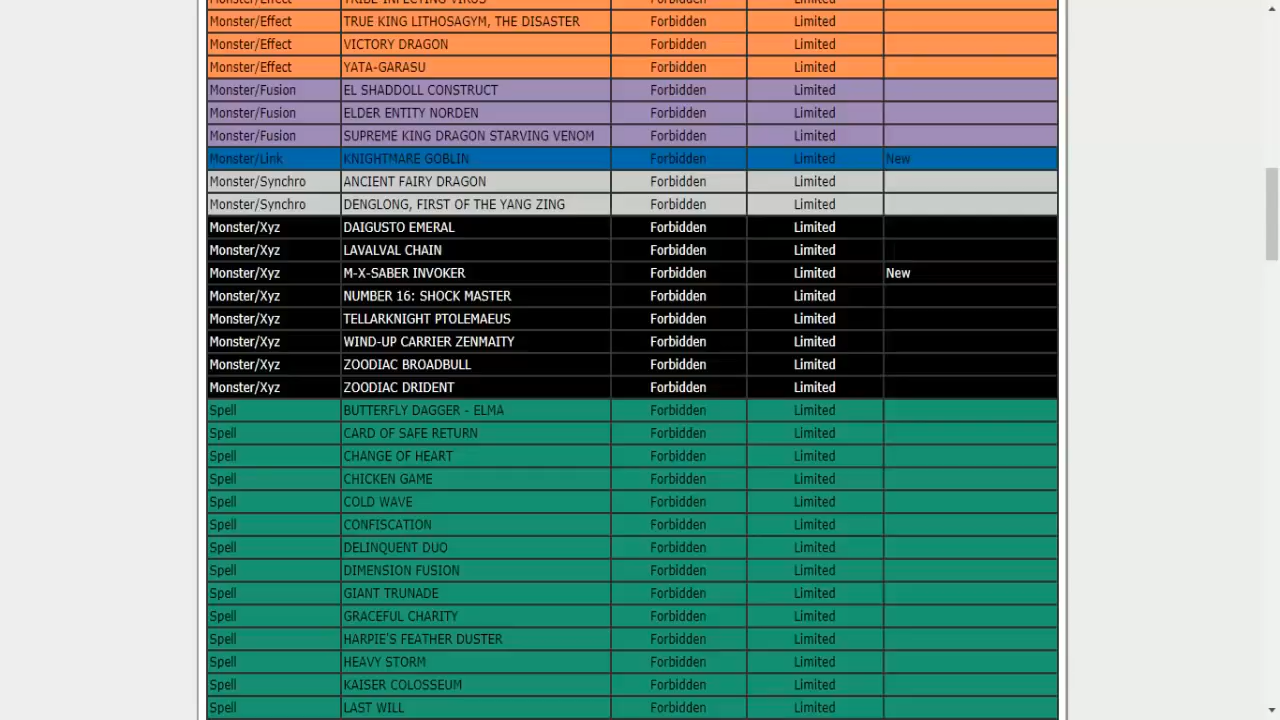 Monster/Effect TRIBE-INFECTING VIRUS Forbidden Limited
Monster/Effect TRUE KING LITHOSAGYM, THE DISASTER Forbidden Limited
Monster/Effect VICTORY DRAGON Forbidden Limited
Monster/Effect YATA-GARASU Forbidden Limited
Monster/Fusion EL SHADDOLL CONSTRUCT Forbidden Limited
Monster/Fusion ELDER ENTITY NORDEN Forbidden Limited
Monster/Fusion SUPREME KING DRAGON STARVING VENOM Forbidden Limited
Monster/Link KNIGHTMARE GOBLIN Forbidden Limited New
Monster/Synchro ANCIENT FAIRY DRAGON Forbidden Limited
Monster/Synchro DENGLONG, FIRST OF THE YANG ZING Forbidden Limited
Monster/Xyz DAIGUSTO EMERAL Forbidden Limited
Monster/Xyz LAVALVAL CHAIN Forbidden Limited
Monster/Xyz M-X-SABER INVOKER Forbidden Limited New
Monster/Xyz NUMBER 16: SHOCK MASTER Forbidden Limited
Monster/Xyz TELLARKNIGHT PTOLEMAEUS Forbidden Limited
Monster/Xyz WIND-UP CARRIER ZENMAITY Forbidden Limited
Monster/Xyz ZOODIAC BROADBULL Forbidden Limited
Monster/Xyz ZOODIAC DRIDENT Forbidden Limited
Spell BUTTERFLY DAGGER - ELMA Forbidden Limited
Spell CARD OF SAFE RETURN Forbidden Limited
Spell CHANGE OF HEART Forbidden Limited
Spell CHICKEN GAME Forbidden Limited
Spell COLD WAVE Forbidden Limited
Spell CONFISCATION Forbidden Limited
Spell DELINQUENT DUO Forbidden Limited
Spell DIMENSION FUSION Forbidden Limited
Spell GIANT TRUNADE Forbidden Limited
Spell GRACEFUL CHARITY Forbidden Limited
Spell HARPIE'S FEATHER DUSTER Forbidden Limited
Spell HEAVY STORM Forbidden Limited
Spell KAISER COLOSSEUM Forbidden Limited
Spell LAST WILL Forbidden Limited